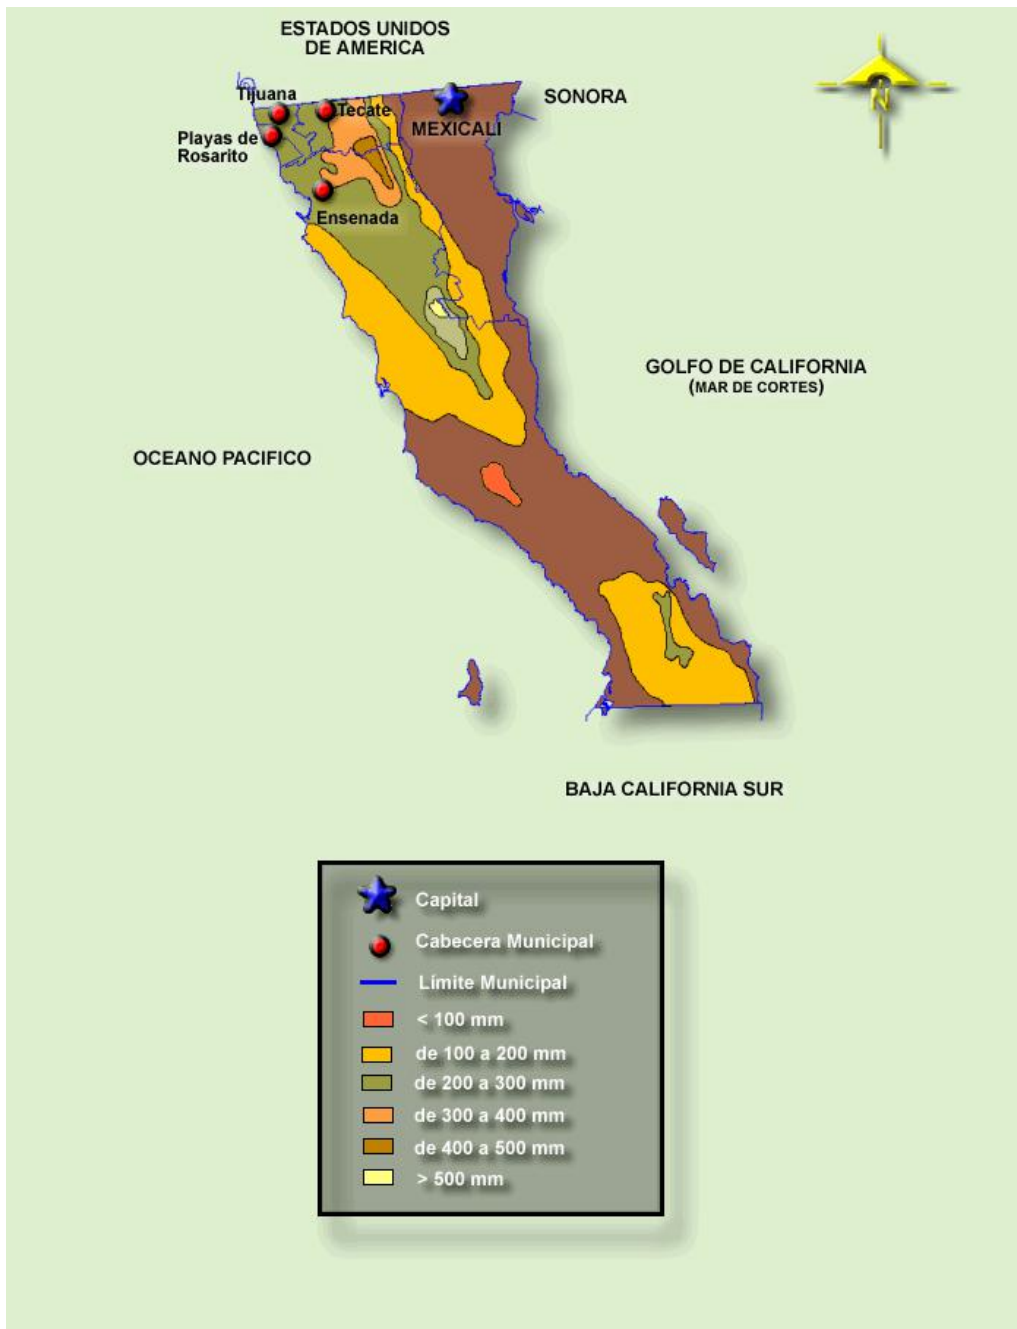 ESTADOS UNIDOS
DE AMERICA
Tijuana
Tecate
SONORA
N
MEXICALI
Playas de
Rosarito
Ensenada
GOLFO DE CALIFORNIA
(MAR DE CORTES)
OCEANO PACIFICO
BAJA CALIFORNIA SUR
Capital
Cabecera Municipal
Límite Municipal
< 100 mm
de 100 a 200 mm
de 200 a 300 mm
de 300 a 400 mm
de 400 a 500 mm
> 500 mm